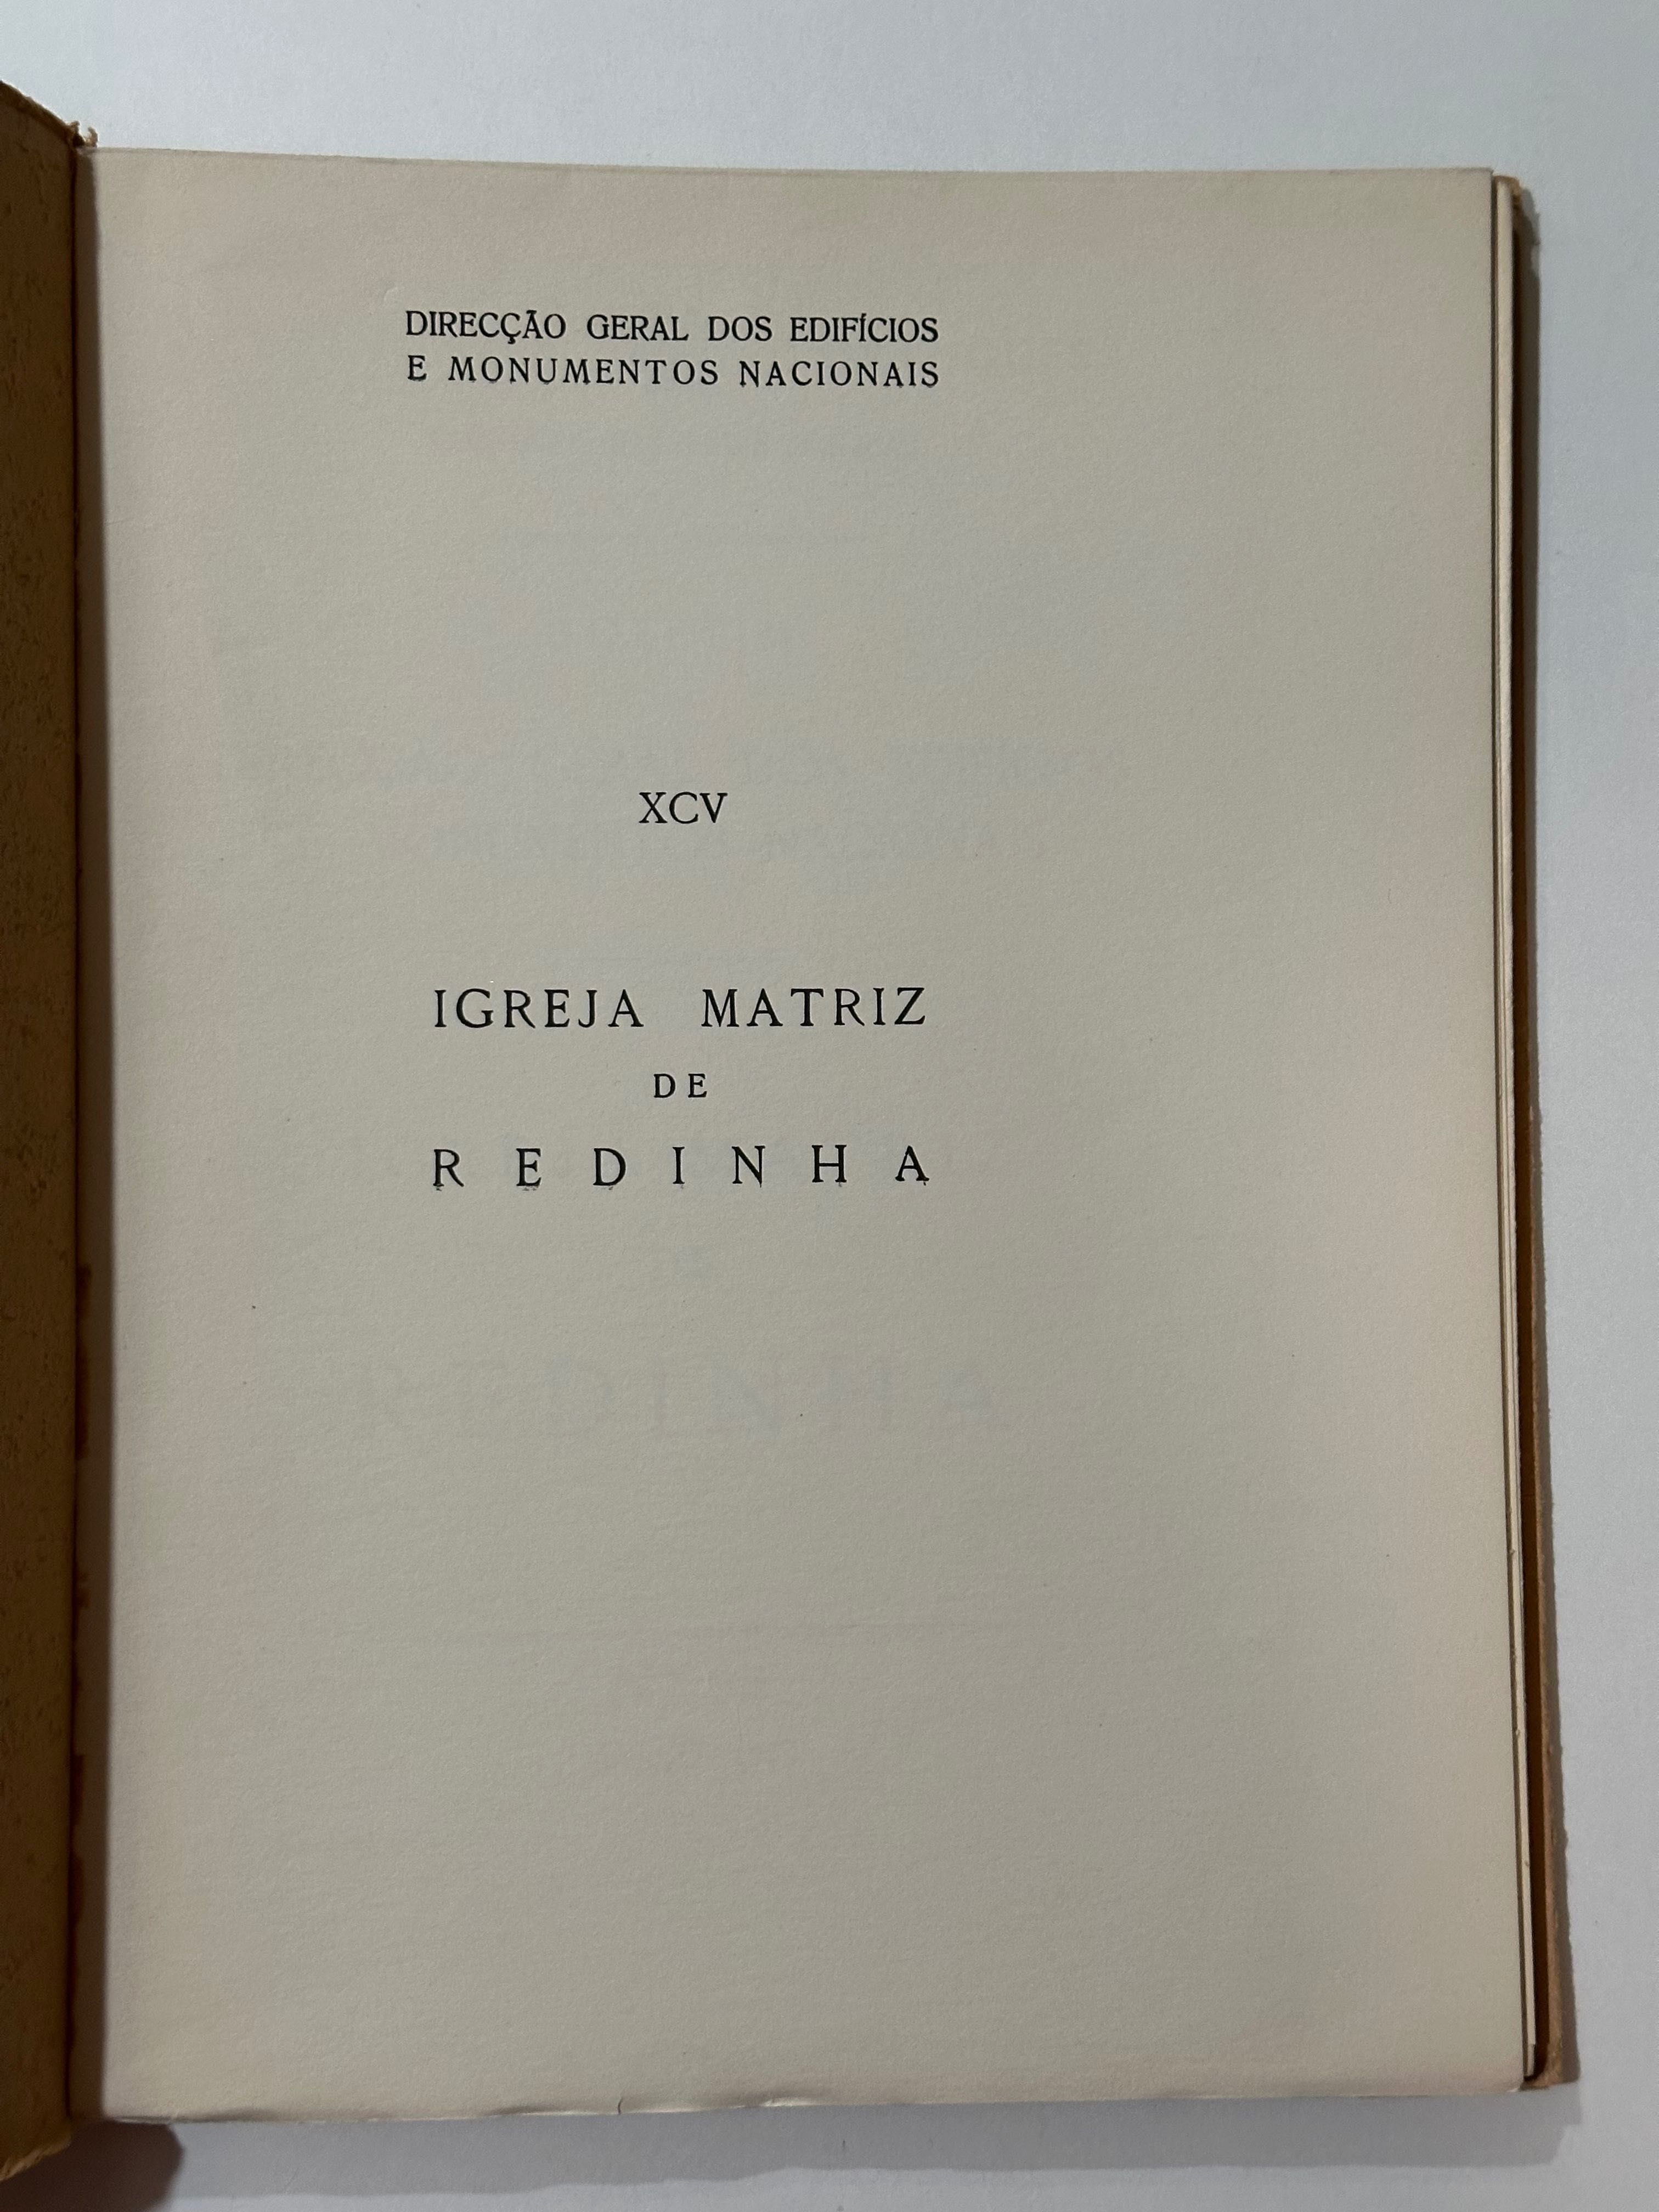 DIRECÇÃO GERAL DOS EDIFÍCIOS
E MONUMENTOS NACIONAIS
XCV
IGREJA MATRIZ
DE
REDINHA